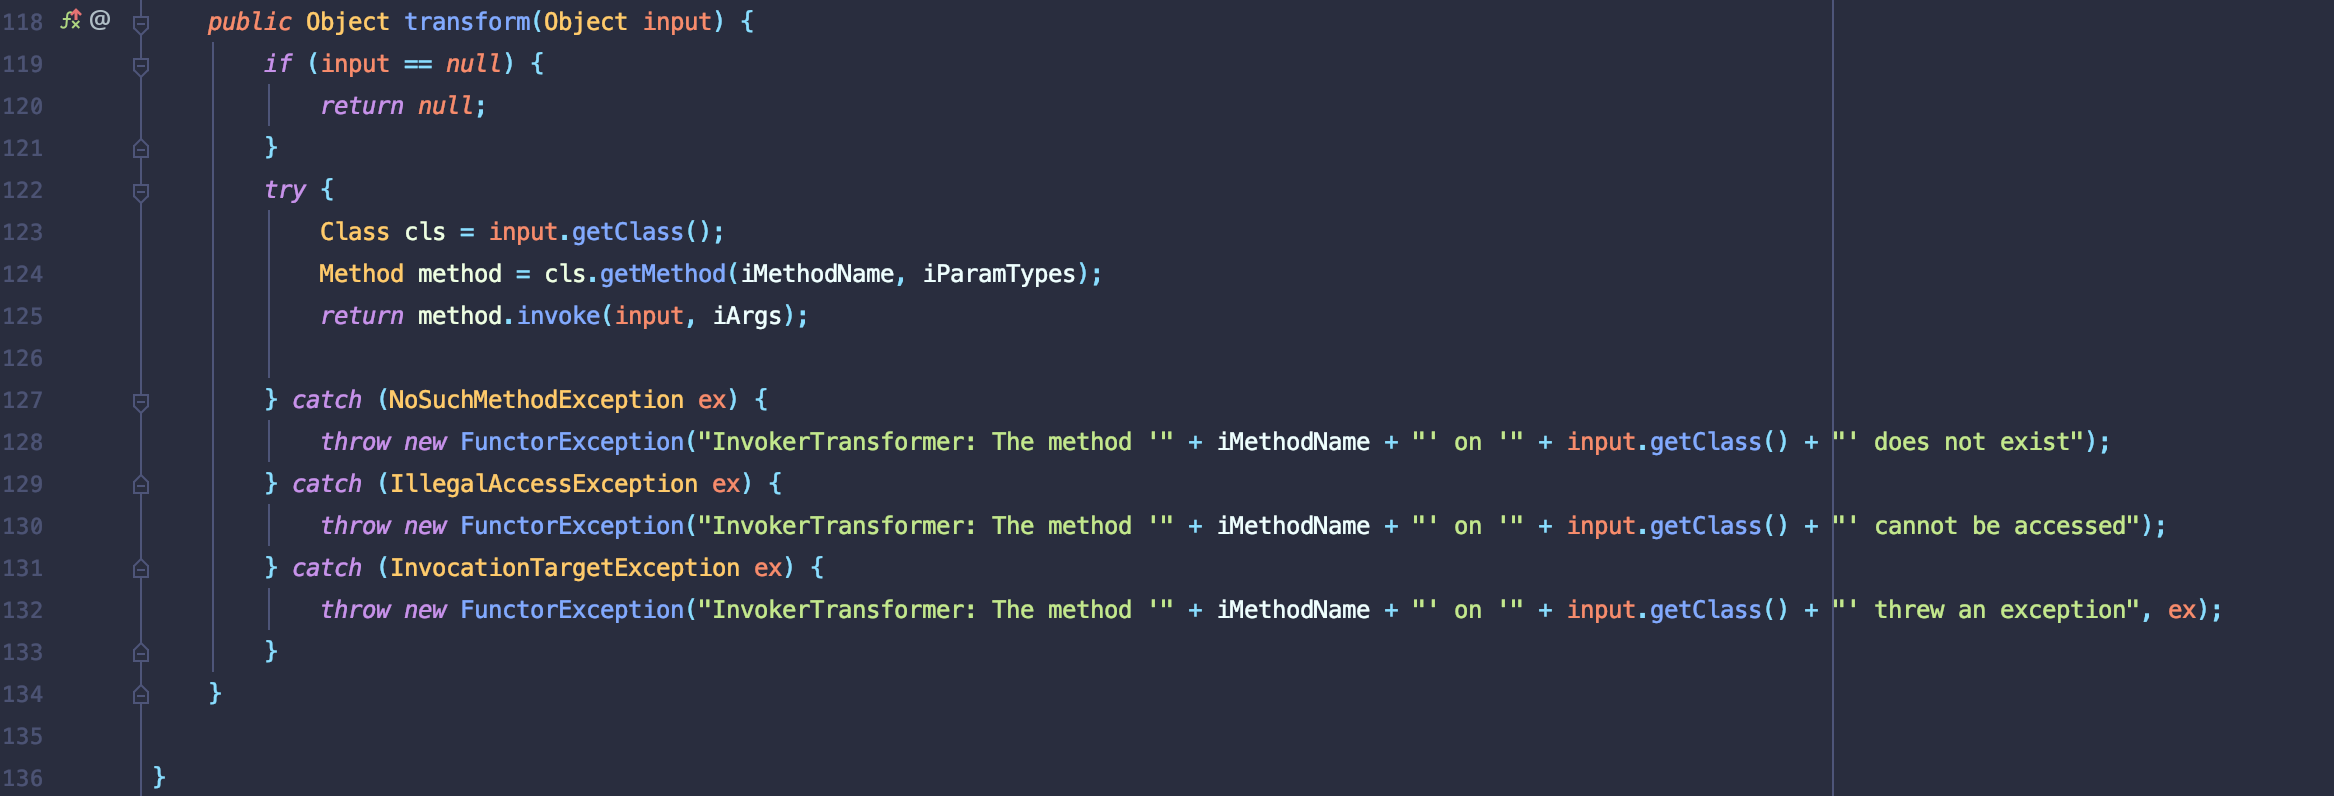 118 @ public Object transform(Object input) {
119 if (input == null) {
120 return null;
121 }
122 try {
123 Class cls = input.getClass();
124 Method method = cls.getMethod(iMethodName, iParamTypes);
125 return method.invoke(input, iArgs);
126
127 } catch (NoSuchMethodException ex) {
128 throw new FunctorException("InvokerTransformer: The method '" + iMethodName + "' on '" + input.getClass() + "' does not exist");
129 } catch (IllegalAccessException ex) {
130 throw new FunctorException("InvokerTransformer: The method '" + iMethodName + "' on '" + input.getClass() + "' cannot be accessed");
131 } catch (InvocationTargetException ex) {
132 throw new FunctorException("InvokerTransformer: The method '" + iMethodName + "' on '" + input.getClass() + "' threw an exception", ex);
133 }
134 }
135
136 }